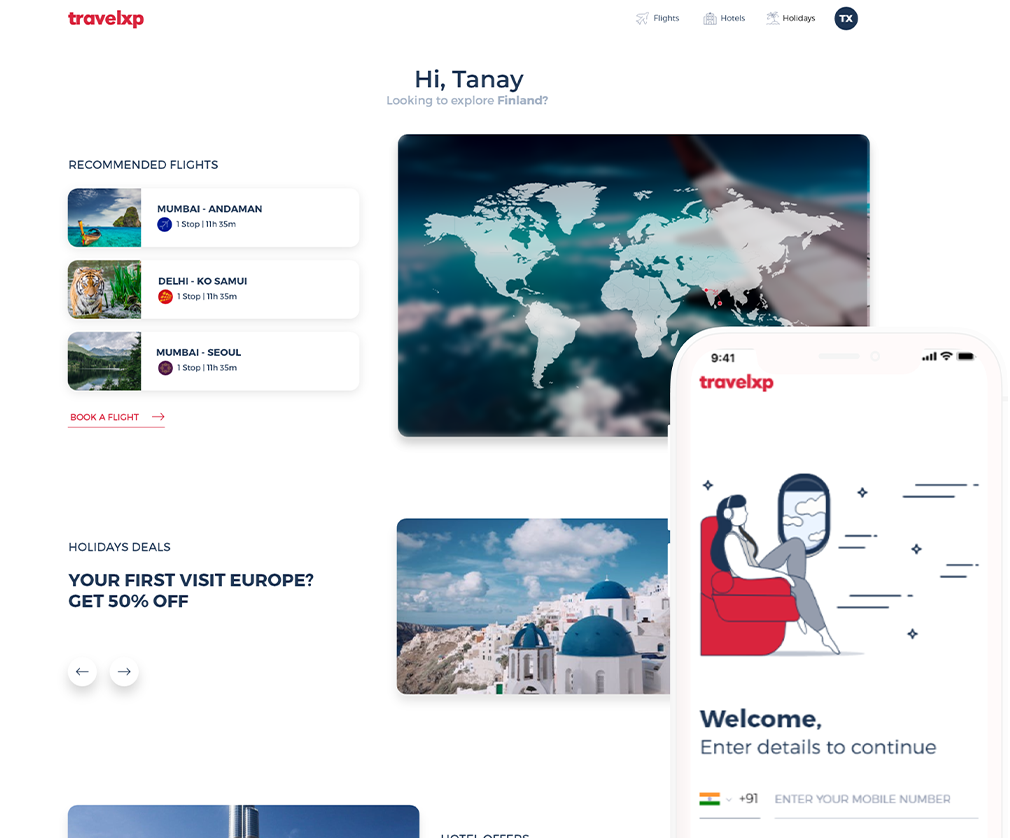 travelxp
Flights
Hotels
Holidays
TX
Hi, Tanay
Looking to explore Finland?
RECOMMENDED FLIGHTS
MUMBAI - ANDAMAN
1 Stop | 11h 35m
DELHI - KO SAMUI
1 Stop | 11h 35m
MUMBAI - SEOUL
1 Stop | 11h 35m
BOOK A FLIGHT
HOLIDAYS DEALS
YOUR FIRST VISIT EUROPE?
GET 50% OFF
HOTEL OFFERS
9:41
travelxp
Welcome,
Enter details to continue
+91
ENTER YOUR MOBILE NUMBER